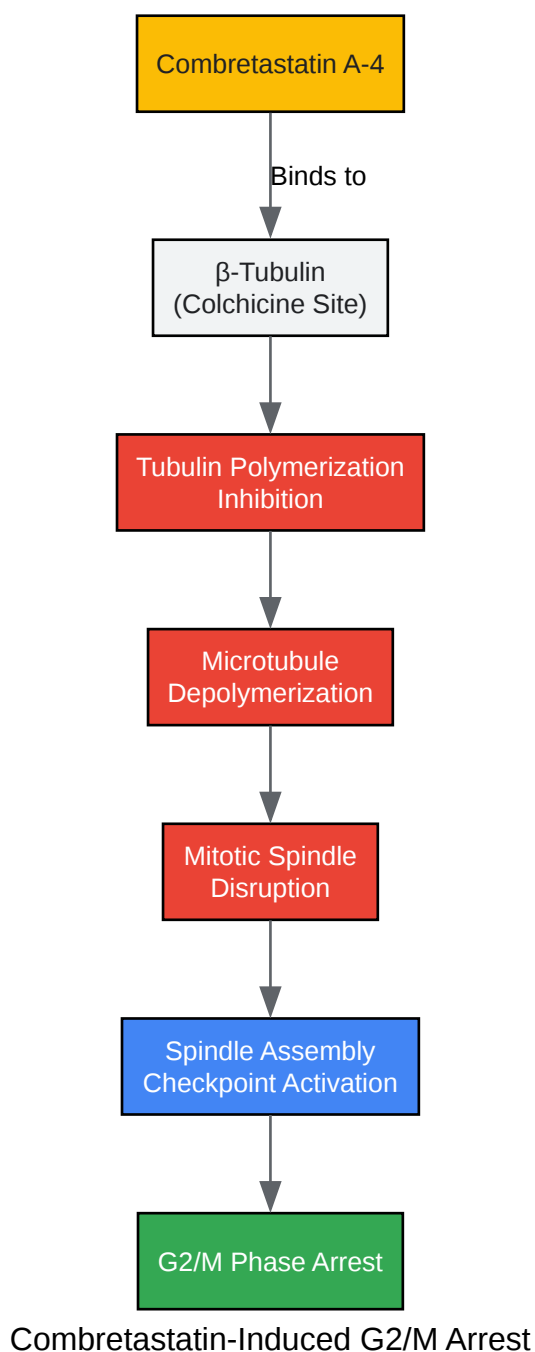 Combretastatin A-4
Binds to
β-Tubulin
(Colchicine Site)
Tubulin Polymerization
Inhibition
Microtubule
Depolymerization
Mitotic Spindle
Disruption
Spindle Assembly
Checkpoint Activation
G2/M Phase Arrest
Combretastatin-Induced G2/M Arrest